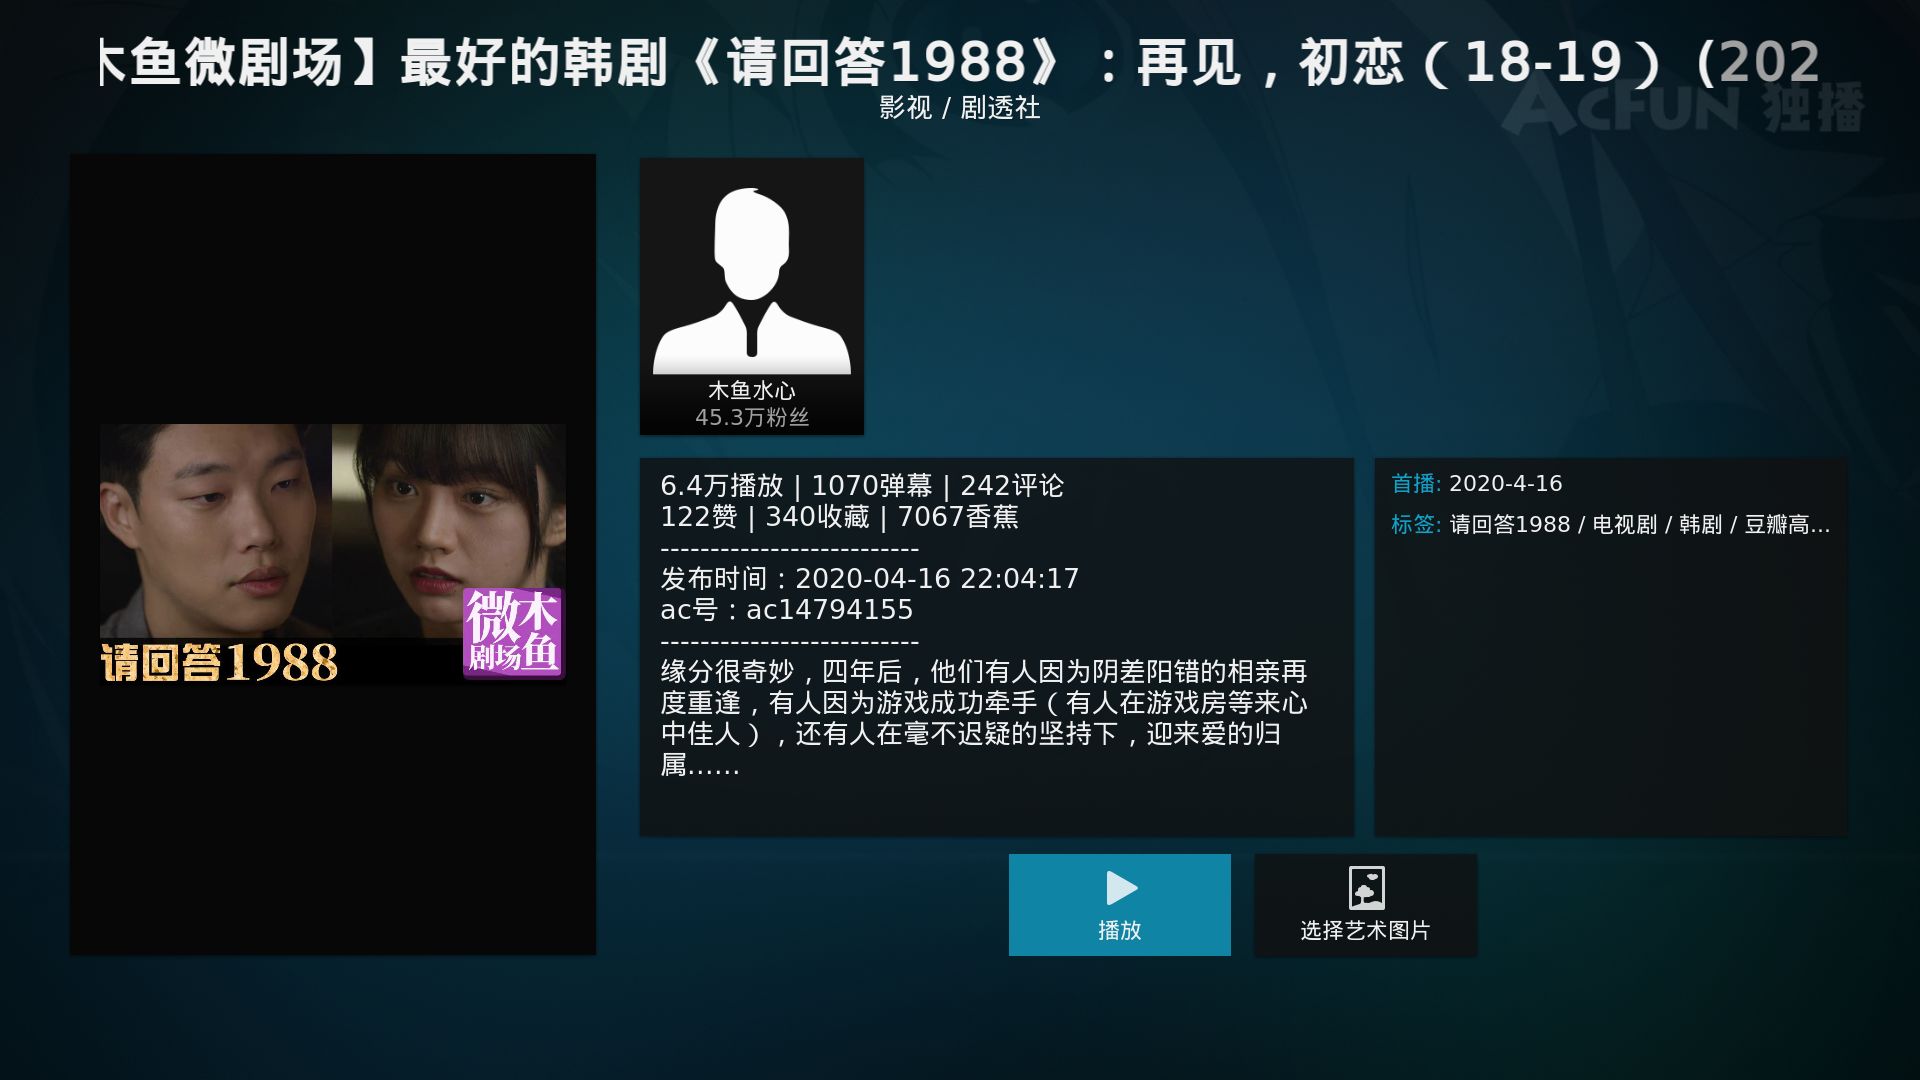 木鱼微剧场】最好的韩剧《请回答1988》：再见，初恋（18-19） (202
影视 / 剧透社
ACFUN 独播
木鱼水心
45.3万粉丝
请回答1988
微木
剧场鱼
6.4万播放 | 1070弹幕 | 242评论
122赞 | 340收藏 | 7067香蕉
--------------------------
发布时间：2020-04-16 22:04:17
ac号：ac14794155
--------------------------
缘分很奇妙，四年后，他们有人因为阴差阳错的相亲再
度重逢，有人因为游戏成功牵手（有人在游戏房等来心
中佳人），还有人在毫不迟疑的坚持下，迎来爱的归
属……
首播: 2020-4-16
标签: 请回答1988 / 电视剧 / 韩剧 / 豆瓣高...
播放
选择艺术图片